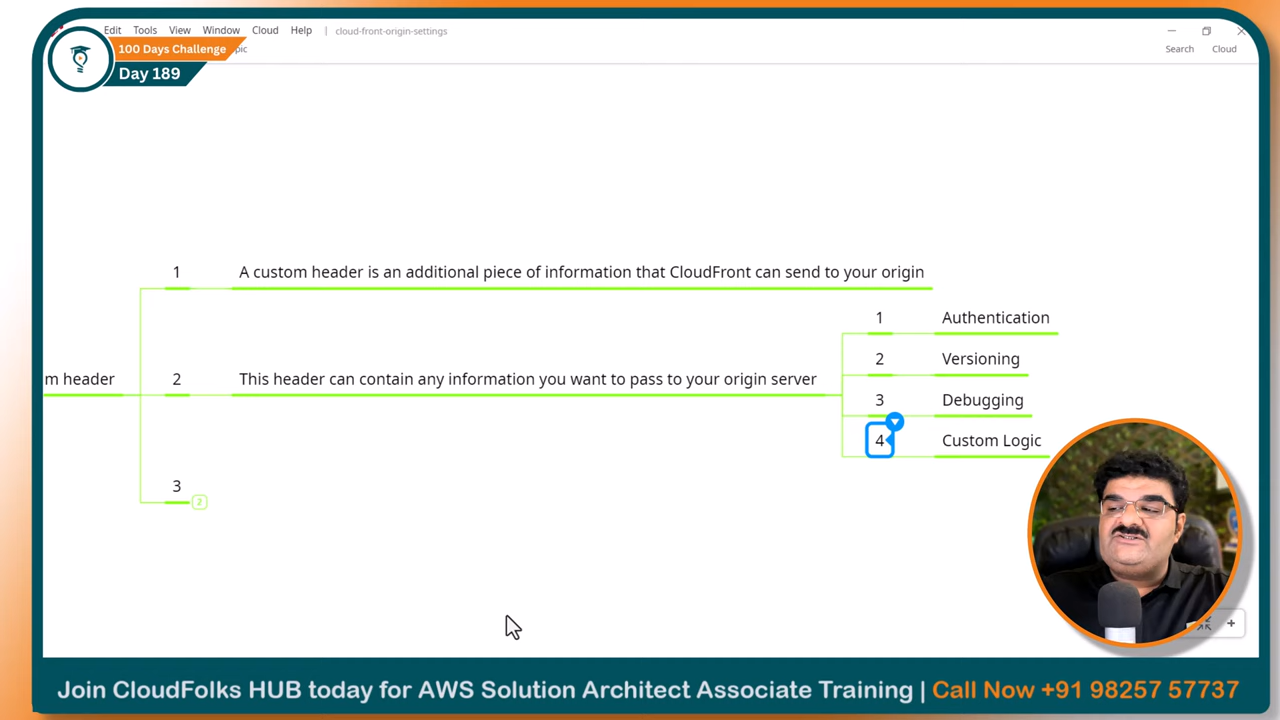 Edit Tools View Window Cloud Help | cloud-front-origin-settings
100 Days Challenge
Day 189
Search Cloud
1 A custom header is an additional piece of information that CloudFront can send to your origin
m header 2 This header can contain any information you want to pass to your origin server
1 Authentication
2 Versioning
3 Debugging
4 Custom Logic
3 2
Join CloudFolks HUB today for AWS Solution Architect Associate Training | Call Now +91 98257 57737